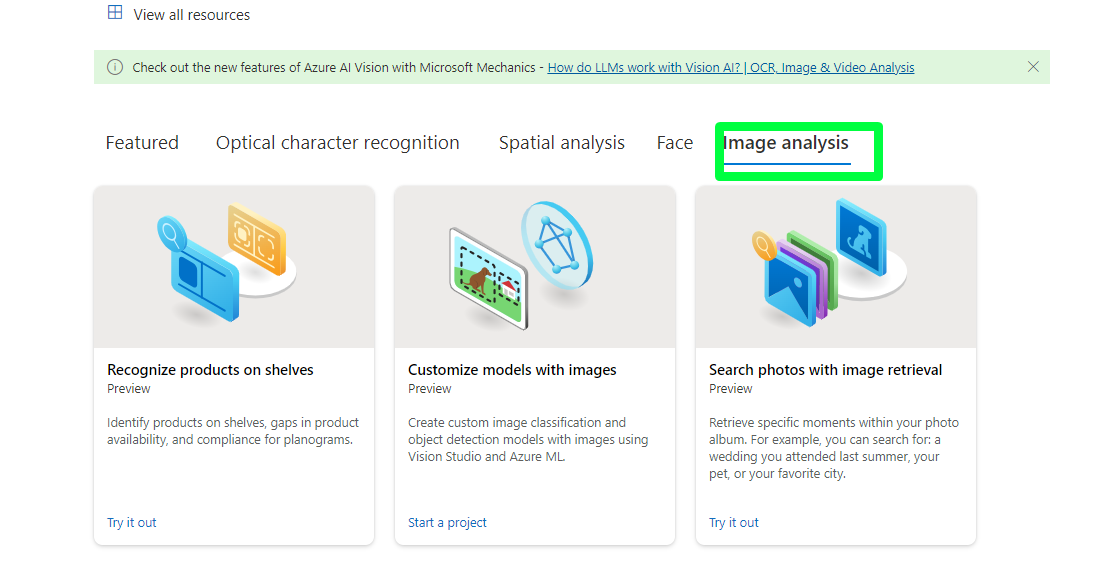 View all resources
Check out the new features of Azure AI Vision with Microsoft Mechanics - How do LLMs work with Vision AI? | OCR, Image & Video Analysis
Featured Optical character recognition Spatial analysis Face Image analysis
Recognize products on shelves
Preview
Identify products on shelves, gaps in product
availability, and compliance for planograms.
Try it out
Customize models with images
Preview
Create custom image classification and
object detection models with images using
Vision Studio and Azure ML.
Start a project
Search photos with image retrieval
Preview
Retrieve specific moments within your photo
album. For example, you can search for: a
wedding you attended last summer, your
pet, or your favorite city.
Try it out